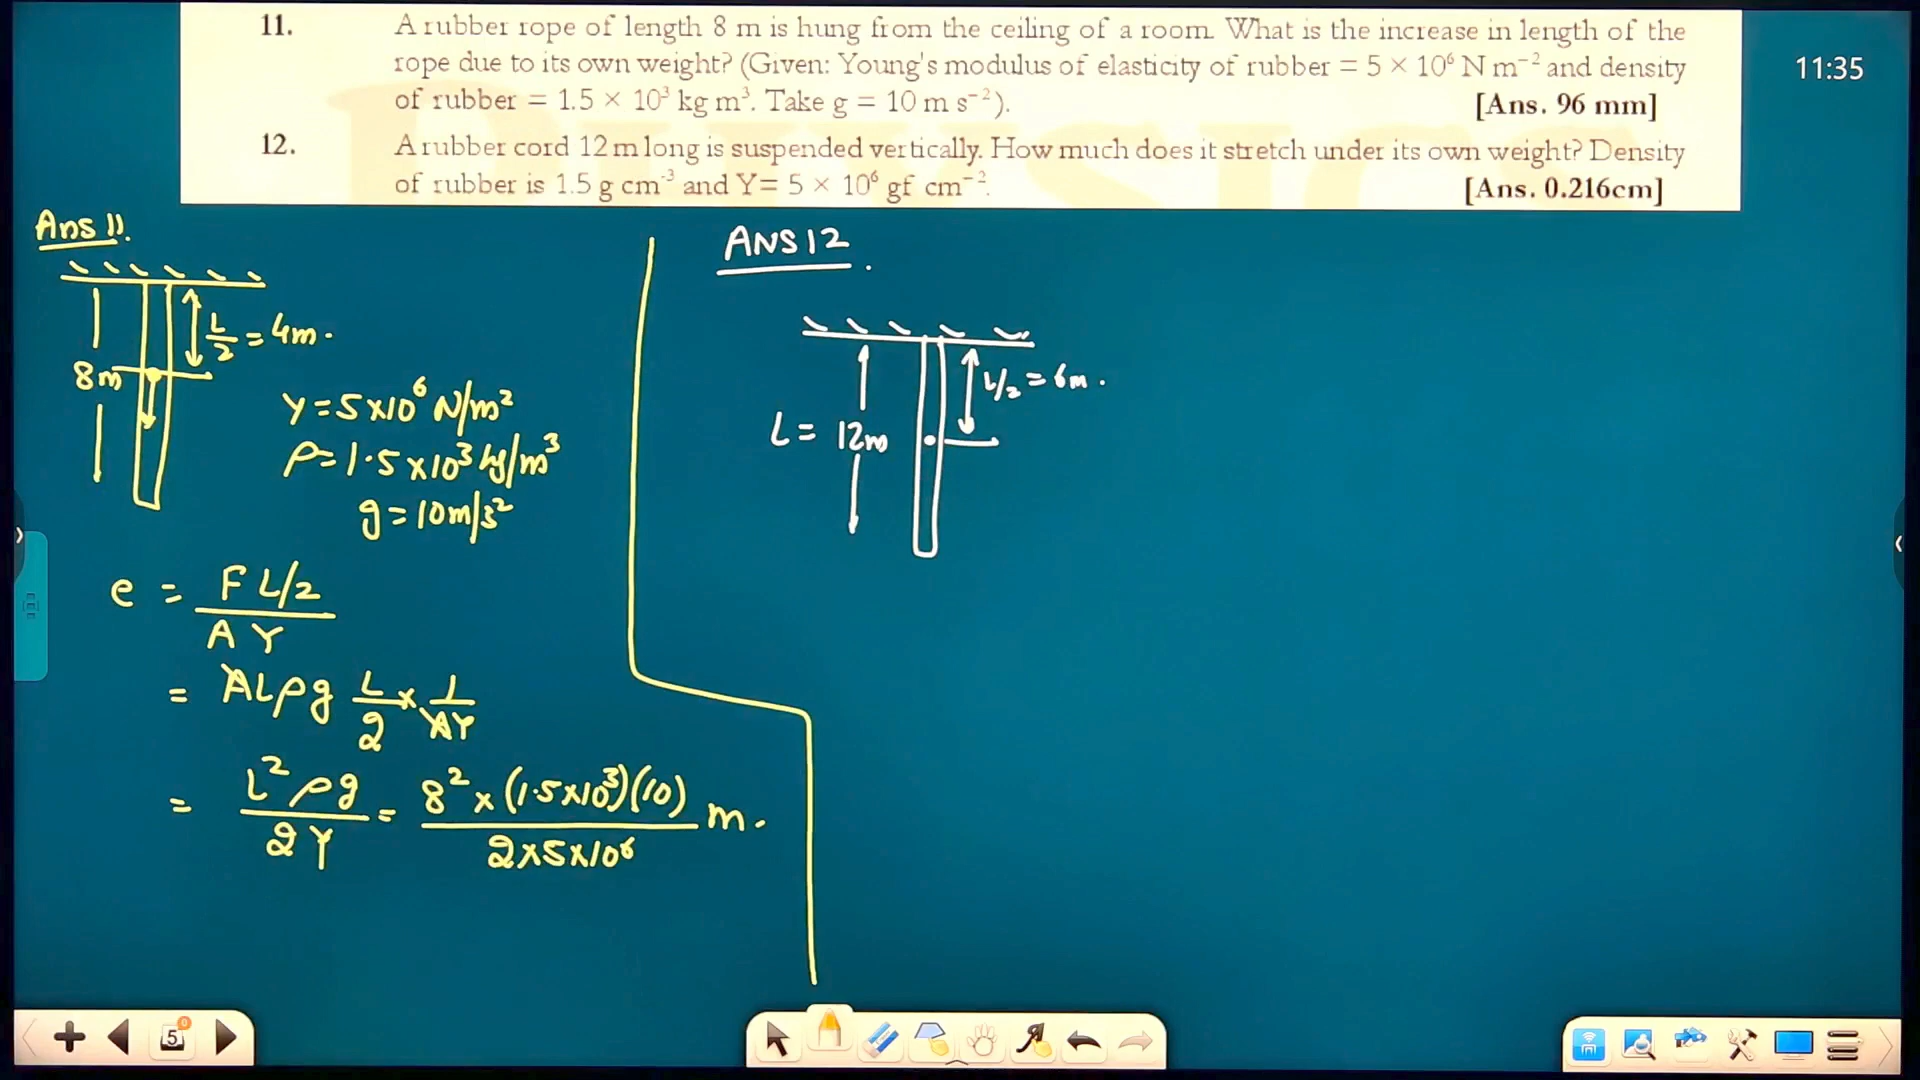 11. A rubber rope of length 8 m is hung from the ceiling of a room. What is the increase in length of the
rope due to its own weight? (Given: Young's modulus of elasticity of rubber = 5 × 10⁶ N m⁻² and density
of rubber = 1.5 × 10³ kg m³. Take g = 10 m s⁻²). [Ans. 96 mm]
12. A rubber cord 12 m long is suspended vertically. How much does it stretch under its own weight? Density
of rubber is 1.5 g cm⁻³ and Y= 5 × 10⁶ gf cm⁻². [Ans. 0.216cm]
11:35
Ans 11.
L/2 = 4m.
8m
Y = 5×10⁶ N/m²
ρ = 1.5×10³ kg/m³
g = 10m/s²
e = F L/2 / A Y
= ALρg L/2 × 1/AY
= L²ρg / 2Y = 8² × (1.5×10³)(10) / 2×5×10⁶ m.
ANS 12.
L/2 = 6m.
L = 12m
5
0